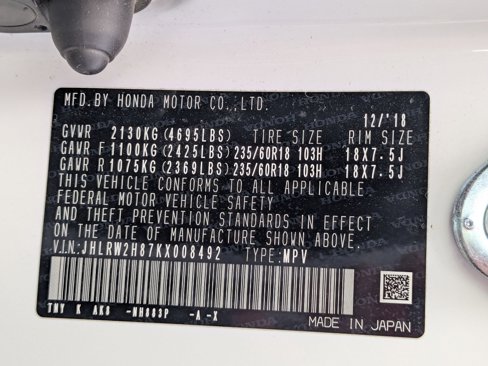 MFD.BY HONDA MOTOR CO.,LTD.
12/'18
GVWR 2130KG(4695LBS) TIRE SIZE RIM SIZE
GAWR F1100KG(2425LBS)235/60R18 103H 18X7.5J
GAWR R1075KG(2369LBS)235/60R18 103H 18X7.5J
THIS VEHICLE CONFORMS TO ALL APPLICABLE
FEDERAL MOTOR VEHICLE SAFETY
AND THEFT PREVENTION STANDARDS IN EFFECT
ON THE DATE OF MANUFACTURE SHOWN ABOVE.
V.I.N:JHLRW2H87KX008492 TYPE:MPV
TNY K AK8 -NH883P -A -X
MADE IN JAPAN